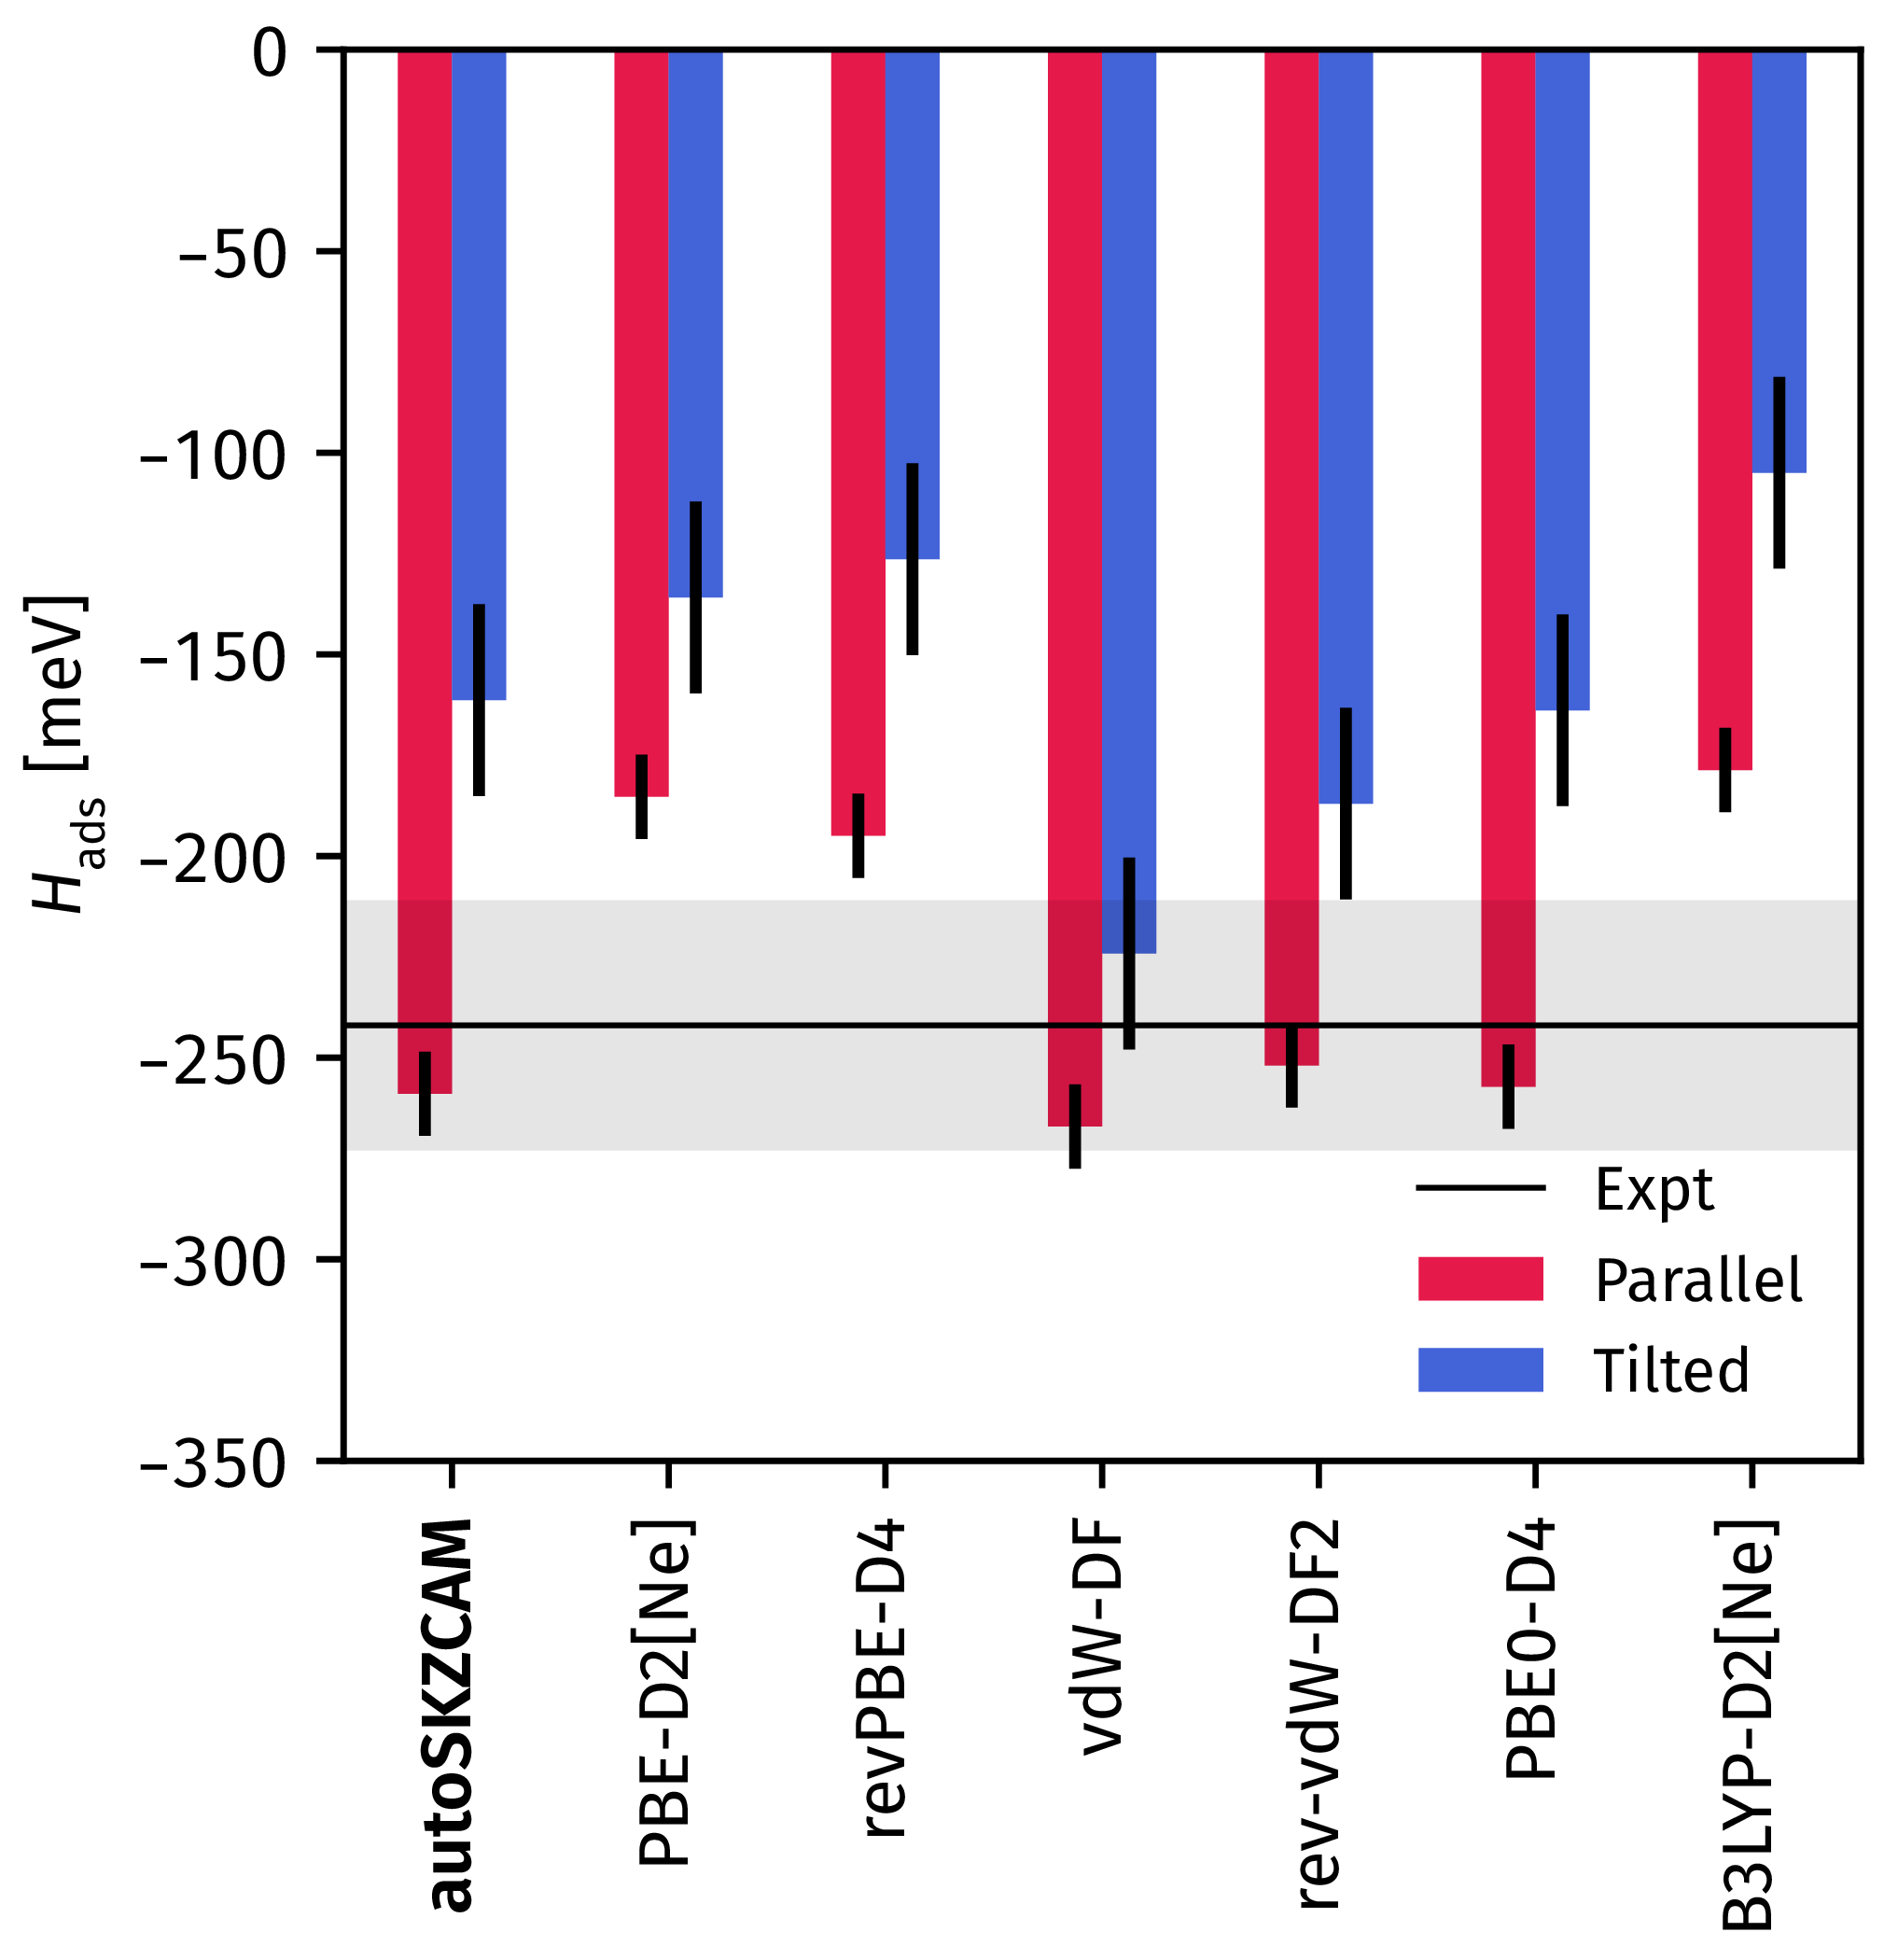 0
-50
-100
-150
-200
-250
-300
-350
Hads [meV]
Expt
Parallel
Tilted
autoSKZCAM
PBE-D2[Ne]
revPBE-D4
vdW-DF
rev-vdW-DF2
PBE0-D4
B3LYP-D2[Ne]